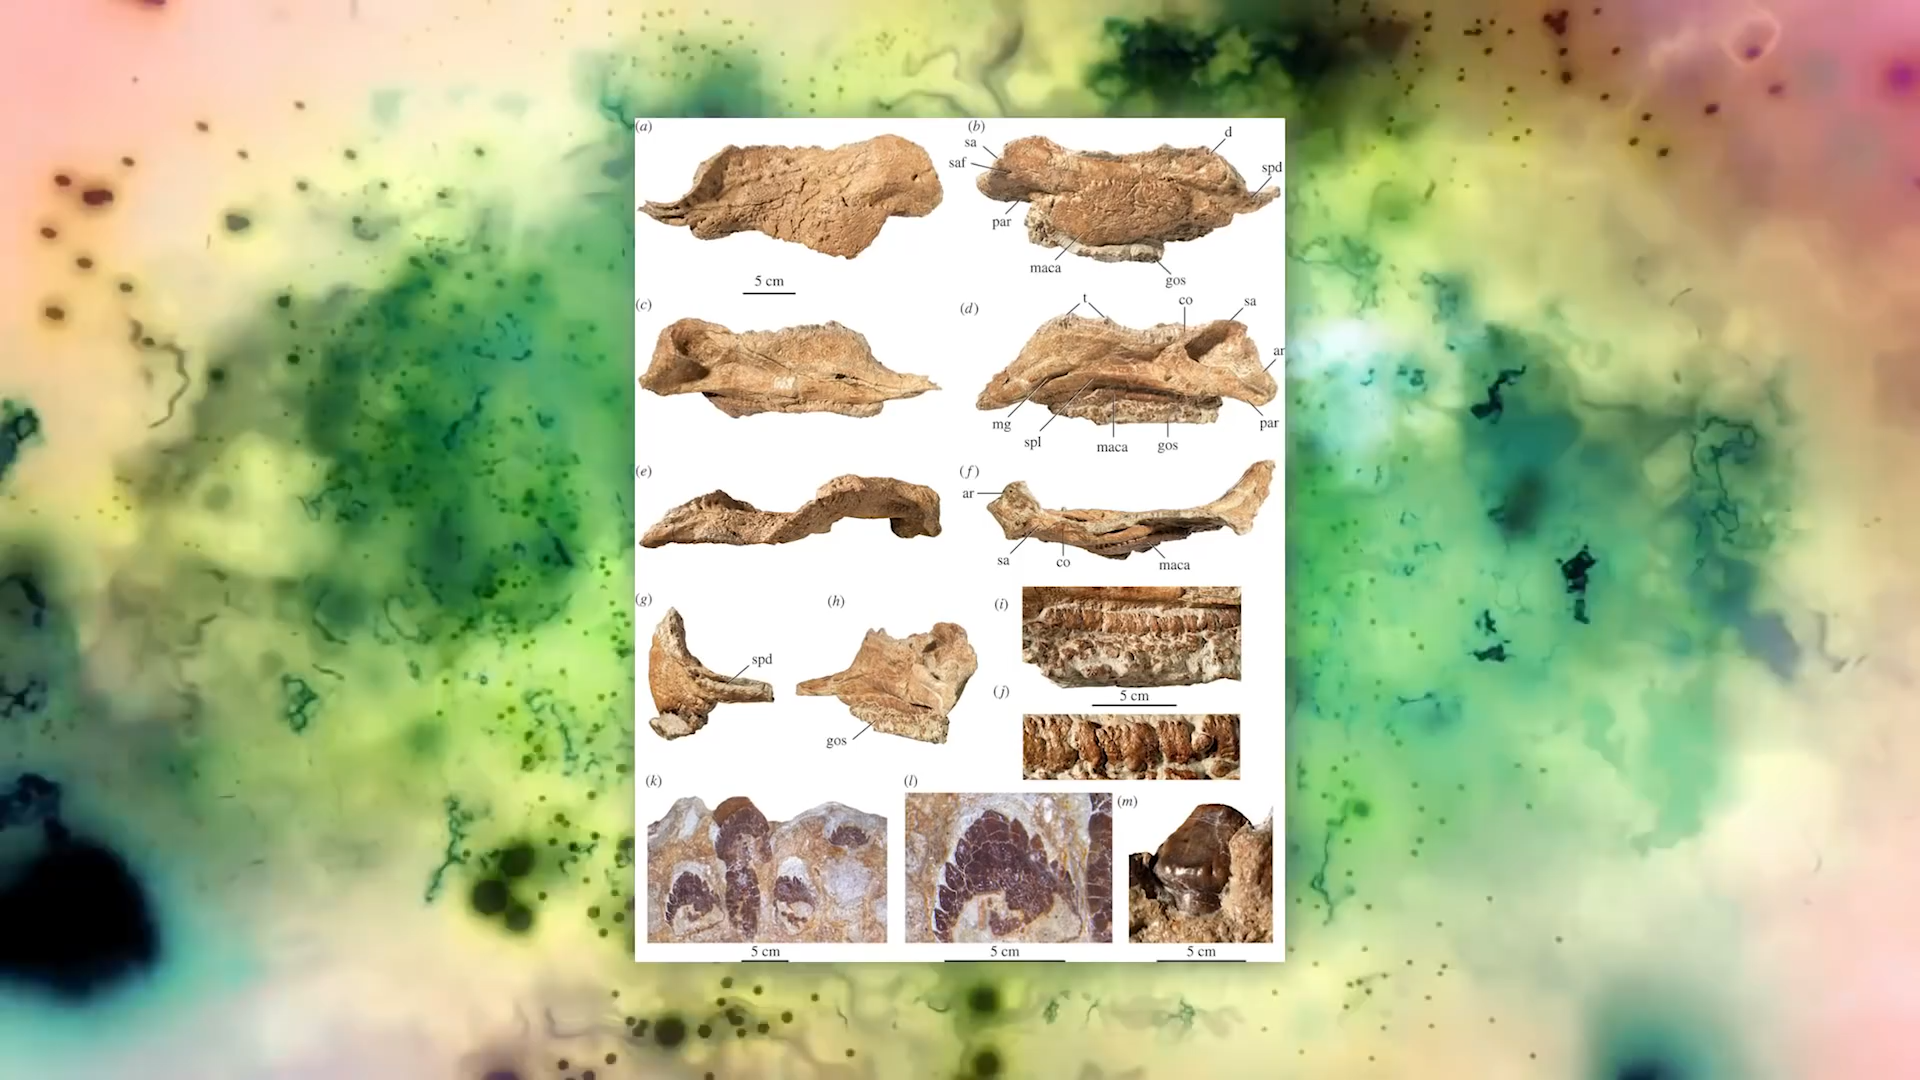 (a)
(b)
d
sa
saf
spd
par
maca
gos
5 cm
(c)
(d)
t
co
sa
ar
mg
spl
maca
gos
par
(e)
(f)
ar
sa
co
maca
(g)
(h)
(i)
spd
gos
5 cm
(j)
(k)
(l)
(m)
5 cm
5 cm
5 cm